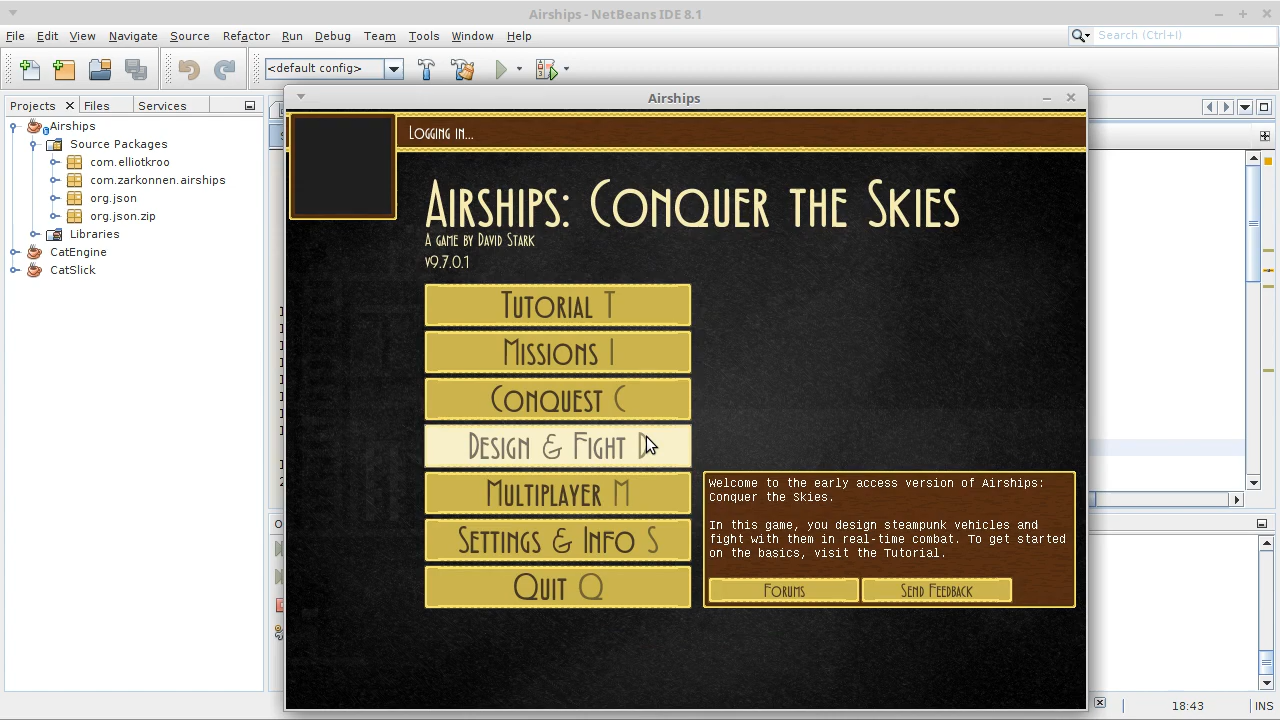 Airships - NetBeans IDE 8.1
File Edit View Navigate Source Refactor Run Debug Team Tools Window Help
Search (Ctrl+I)
<default config>
Projects Files Services
Airships
Source Packages
com.elliotkroo
com.zarkonnen.airships
org.json
org.json.zip
Libraries
CatEngine
CatSlick
Airships
Logging in...
Airships: Conquer the Skies
A game by David Stark
v9.7.0.1
Tutorial T
Missions I
Conquest C
Design & Fight D
Multiplayer M
Settings & Info S
Quit Q
Welcome to the early access version of Airships:
Conquer the Skies.
In this game, you design steampunk vehicles and
fight with them in real-time combat. To get started
on the basics, visit the Tutorial.
Forums Send Feedback
18:43 INS